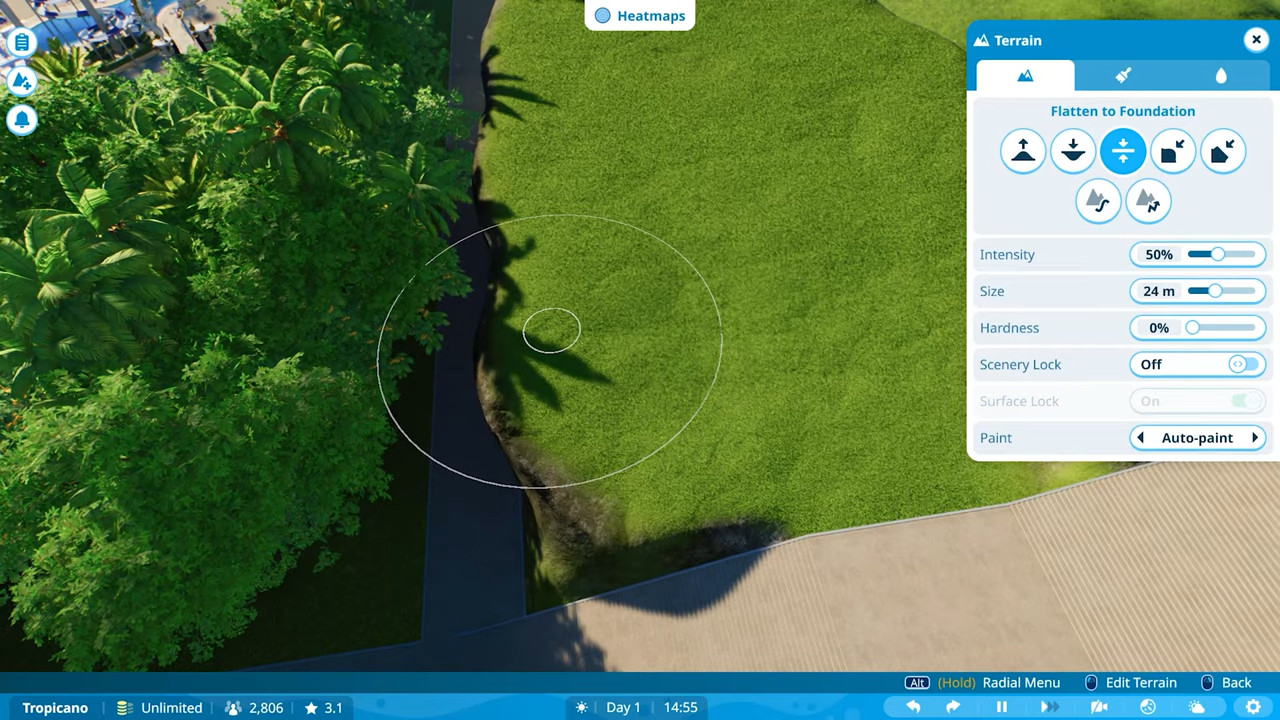 Heatmaps
Terrain
Flatten to Foundation
Intensity 50%
Size 24 m
Hardness 0%
Scenery Lock Off
Surface Lock On
Paint Auto-paint
Alt (Hold) Radial Menu Edit Terrain Back
Tropicano Unlimited 2,806 3.1 Day 1 14:55